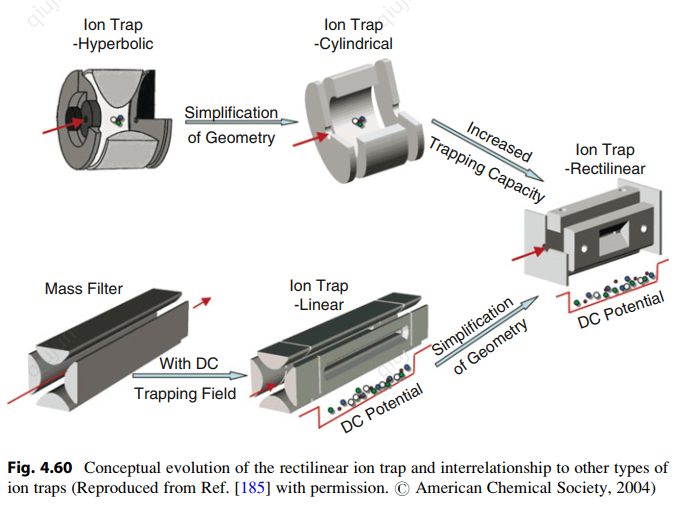 Ion Trap
-Hyperbolic
Ion Trap
-Cylindrical
Simplification
of Geometry
Increased
Trapping Capacity
Ion Trap
-Rectilinear
DC Potential
Mass Filter
With DC
Trapping Field
Ion Trap
-Linear
DC Potential
Simplification
of Geometry
Fig. 4.60 Conceptual evolution of the rectilinear ion trap and interrelationship to other types of
ion traps (Reproduced from Ref. [185] with permission. © American Chemical Society, 2004)